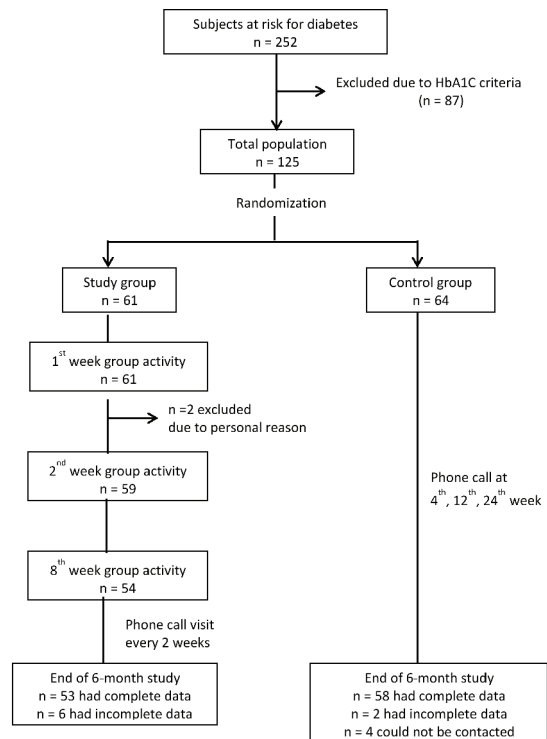 Subjects at risk for diabetes
n = 252
Excluded due to HbA1C criteria
(n = 87)
Total population
n = 125
Randomization
Study group
n = 61
Control group
n = 64
1st week group activity
n = 61
n =2 excluded
due to personal reason
2nd week group activity
n = 59
Phone call at
4th, 12th, 24th week
8th week group activity
n = 54
Phone call visit
every 2 weeks
End of 6-month study
n = 53 had complete data
n = 6 had incomplete data
End of 6-month study
n = 58 had complete data
n = 2 had incomplete data
n = 4 could not be contacted